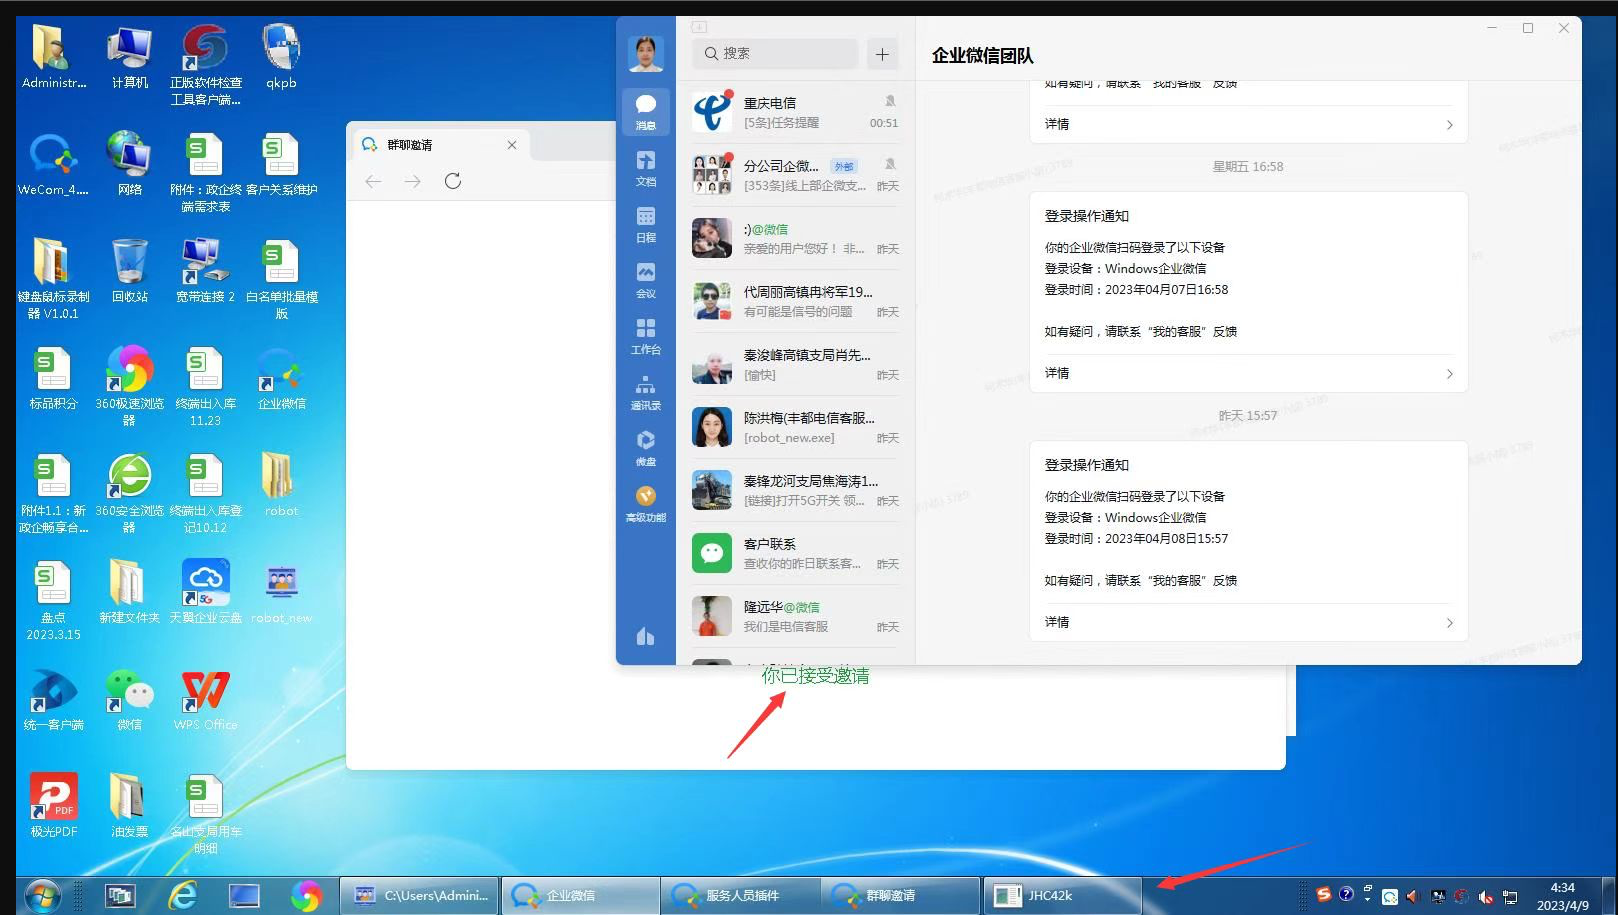 Administr...
计算机
正版软件检查
工具客户端...
qkpb
WeCom_4....
网络
附件：政企终
端需求表
客户关系维护
键盘鼠标录制
器 V1.0.1
回收站
宽带连接 2
白名单批量模
版
标品积分
360极速浏览
器
终端出入库
11.23
企业微信
附件1.1：新
政企畅享合...
360安全浏览
器
终端出入库登
记10.12
robot
盘点
2023.3.15
新建文件夹
天翼企业云盘
robot_new
统一客户端
微信
WPS Office
极光PDF
油发票
名山支局用车
明细
群聊邀请
你已接受邀请
消息
文档
日程
会议
工作台
通讯录
微盘
高级功能
搜索
重庆电信
[5条]任务提醒
00:51
分公司企微...
外部
[353条]线上部企微支...
昨天
:)@微信
亲爱的用户您好！ 非...
昨天
代周丽高镇冉将军19...
有可能是信号的问题
昨天
秦浚峰高镇支局肖先...
[愉快]
昨天
陈洪梅(丰都电信客服...
[robot_new.exe]
昨天
秦锋龙河支局焦海涛1...
[链接]打开5G开关 领...
昨天
客户联系
查收你的昨日联系客...
昨天
隆远华@微信
我们是电信客服
昨天
企业微信团队
如有疑问，请联系“我的客服”反馈
详情
星期五 16:58
登录操作通知
你的企业微信扫码登录了以下设备
登录设备：Windows企业微信
登录时间：2023年04月07日16:58
如有疑问，请联系“我的客服”反馈
详情
昨天 15:57
登录操作通知
你的企业微信扫码登录了以下设备
登录设备：Windows企业微信
登录时间：2023年04月08日15:57
如有疑问，请联系“我的客服”反馈
详情
C:\Users\Admini...
企业微信
服务人员插件
群聊邀请
JHC42k
4:34
2023/4/9